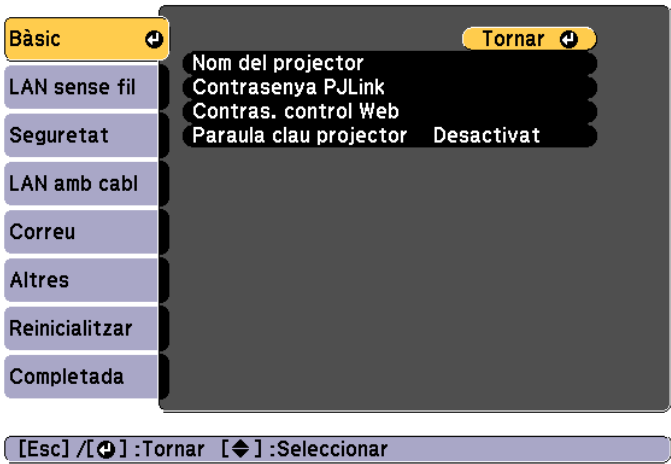 Bàsic
Tornar
Nom del projector
LAN sense fil
Contrasenya PJLink
Contras. control Web
Seguretat
Paraula clau projector Desactivat
LAN amb cabl
Correu
Altres
Reinicialitzar
Completada
[Esc] /[ ] :Tornar [ ] :Seleccionar